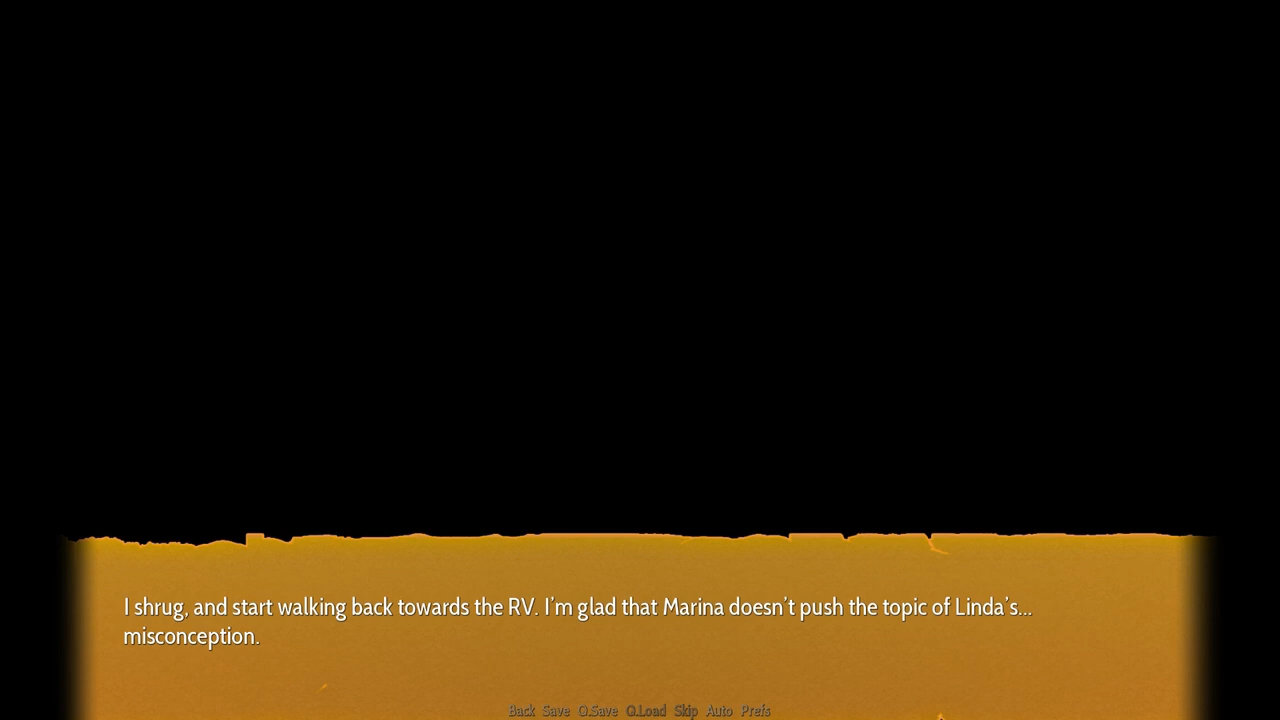 I shrug, and start walking back towards the RV. I’m glad that Marina doesn’t push the topic of Linda’s...
misconception.
Back Save Q.Save Q.Load Skip Auto Prefs